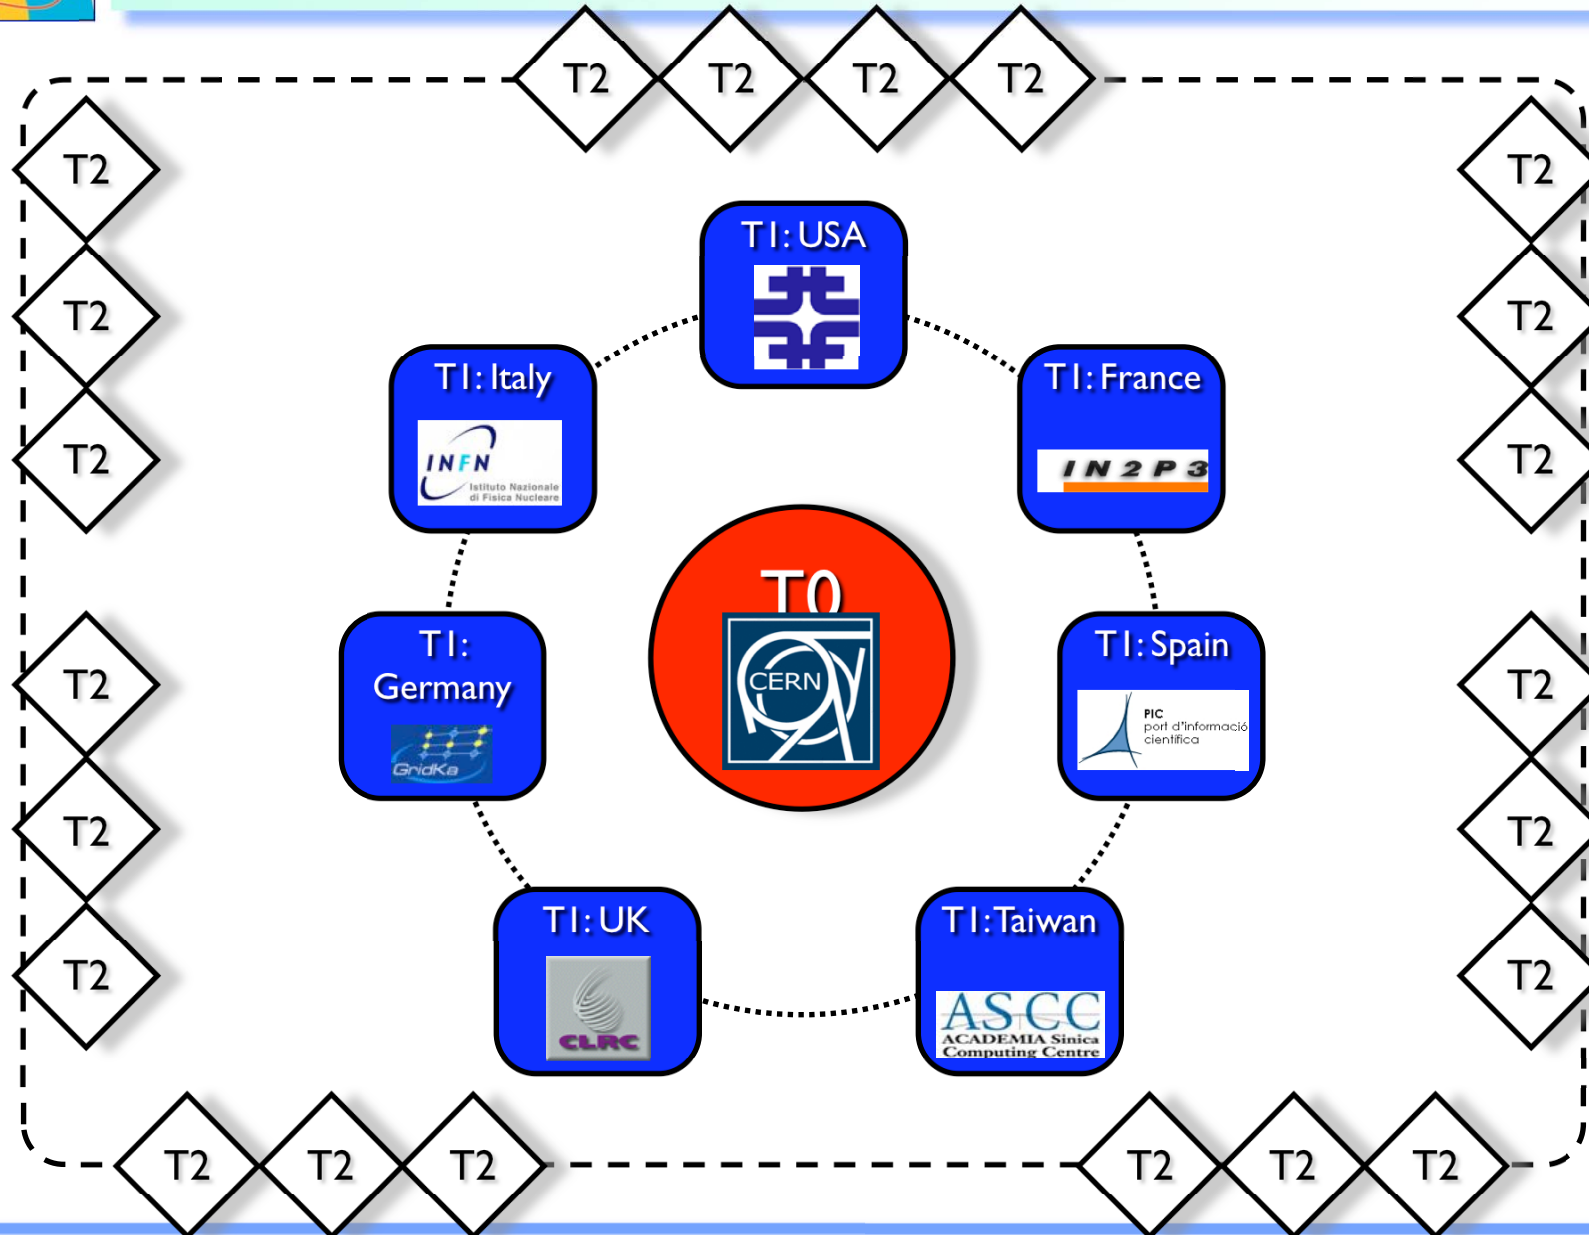 T2 T2 T2 T2
T2
T2
T1: USA
T2
T2
T1: Italy
T1: France
INFN
Istituto Nazionale
di Fisica Nucleare
IN2P3
T2
T2
T0
CERN
T1:
Germany
GridKa
T1: Spain
PIC
port d'informació
científica
T2
T2
T2
T2
T1: UK
CLRC
T1: Taiwan
ASCC
ACADEMIA Sinica
Computing Centre
T2
T2
T2 T2 T2
T2 T2 T2